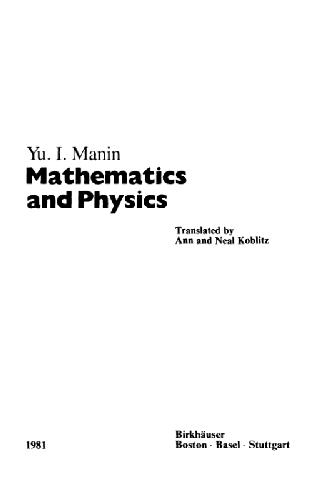 Yu. I. Manin
Mathematics
and Physics
Translated by
Ann and Neal Koblitz
1981
Birkhäuser
Boston · Basel · Stuttgart